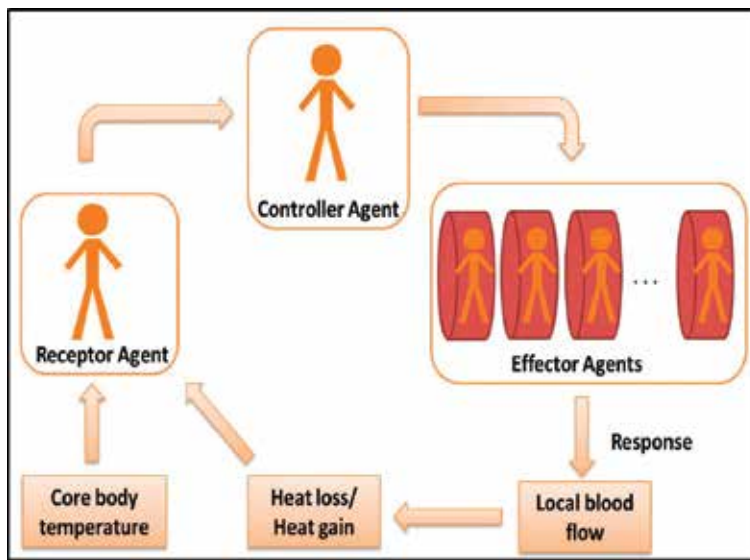 Controller Agent
Receptor Agent
...
Effector Agents
Response
Core body
temperature
Heat loss/
Heat gain
Local blood
flow